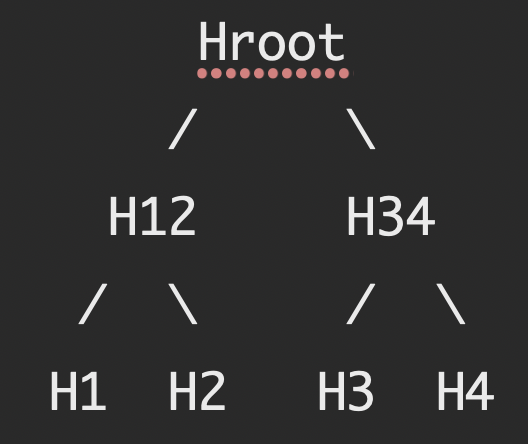 Hroot
/ \
H12 H34
/ \ / \
H1 H2 H3 H4